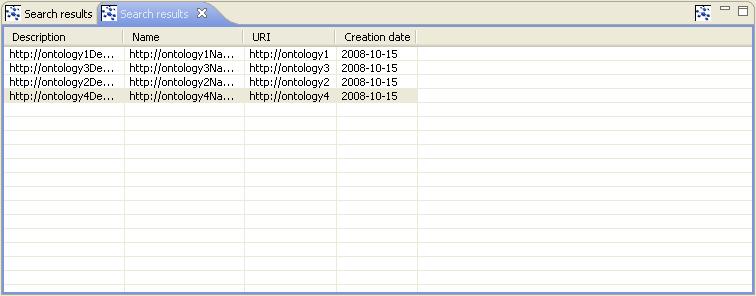 Search results Search results
Description Name URI Creation date
http://ontology1De... http://ontology1Na... http://ontology1 2008-10-15
http://ontology3De... http://ontology3Na... http://ontology3 2008-10-15
http://ontology2De... http://ontology2Na... http://ontology2 2008-10-15
http://ontology4De... http://ontology4Na... http://ontology4 2008-10-15